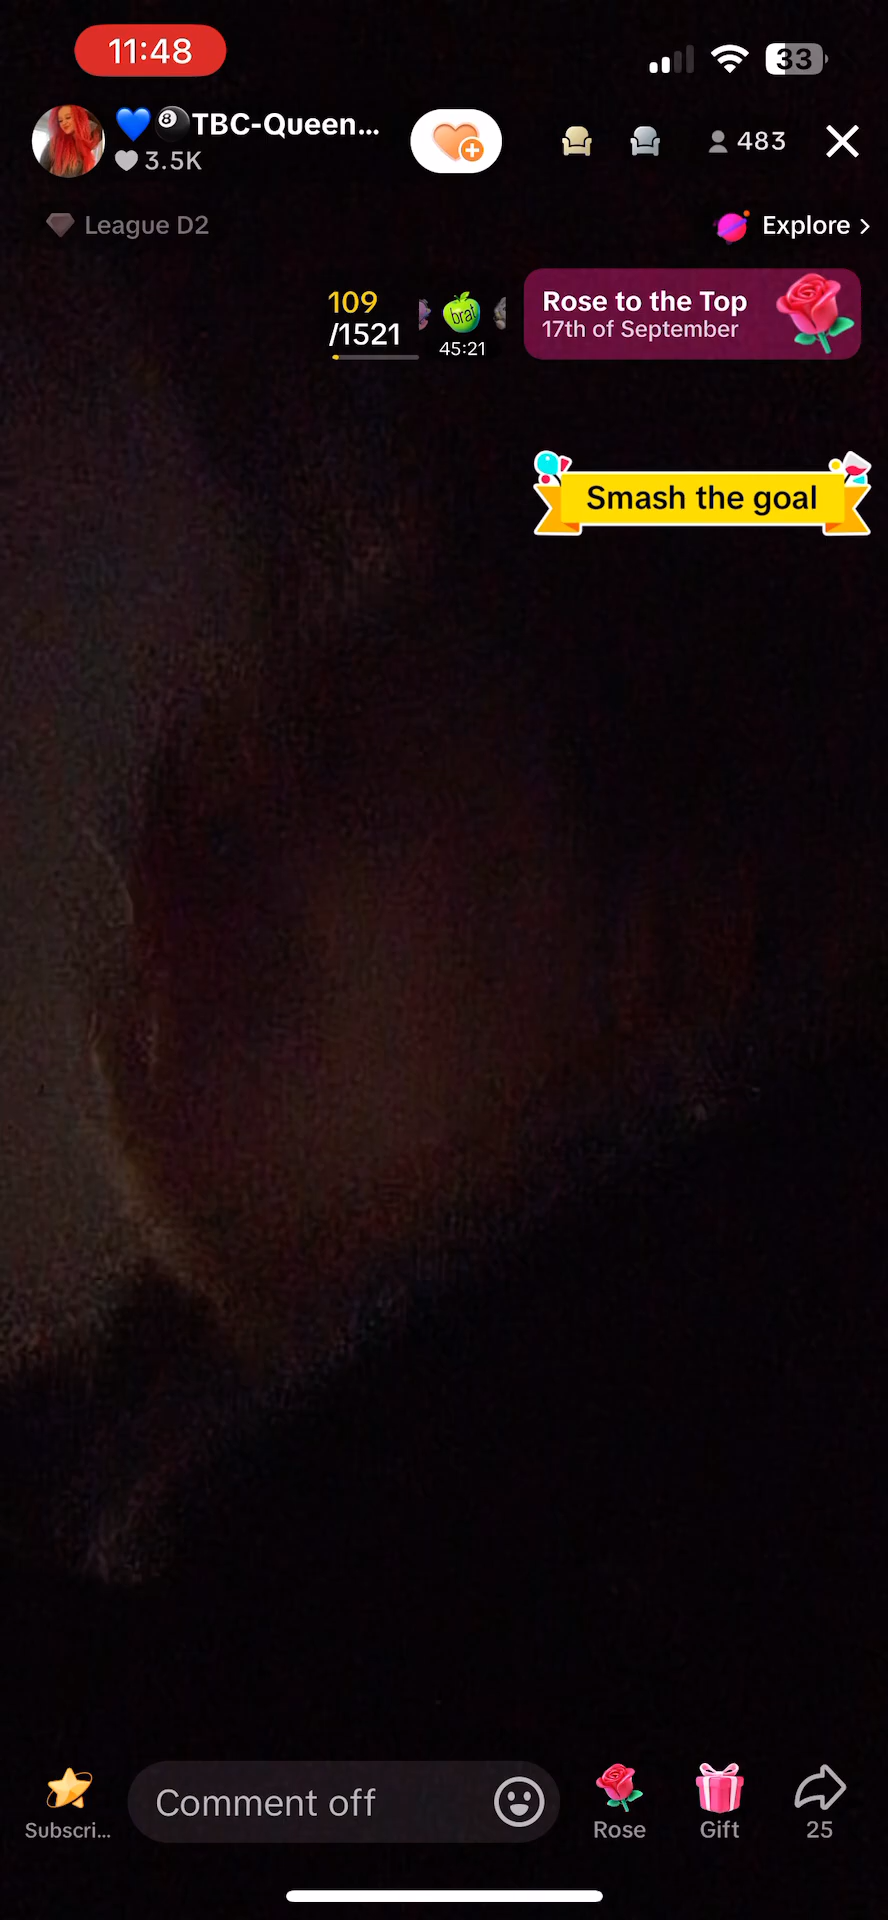 11:48
33
💙🎱TBC-Queen...
3.5K
483
League D2
Explore >
109
/1521
brat
45:21
Rose to the Top
17th of September
Smash the goal
Subscri...
Comment off
Rose
Gift
25